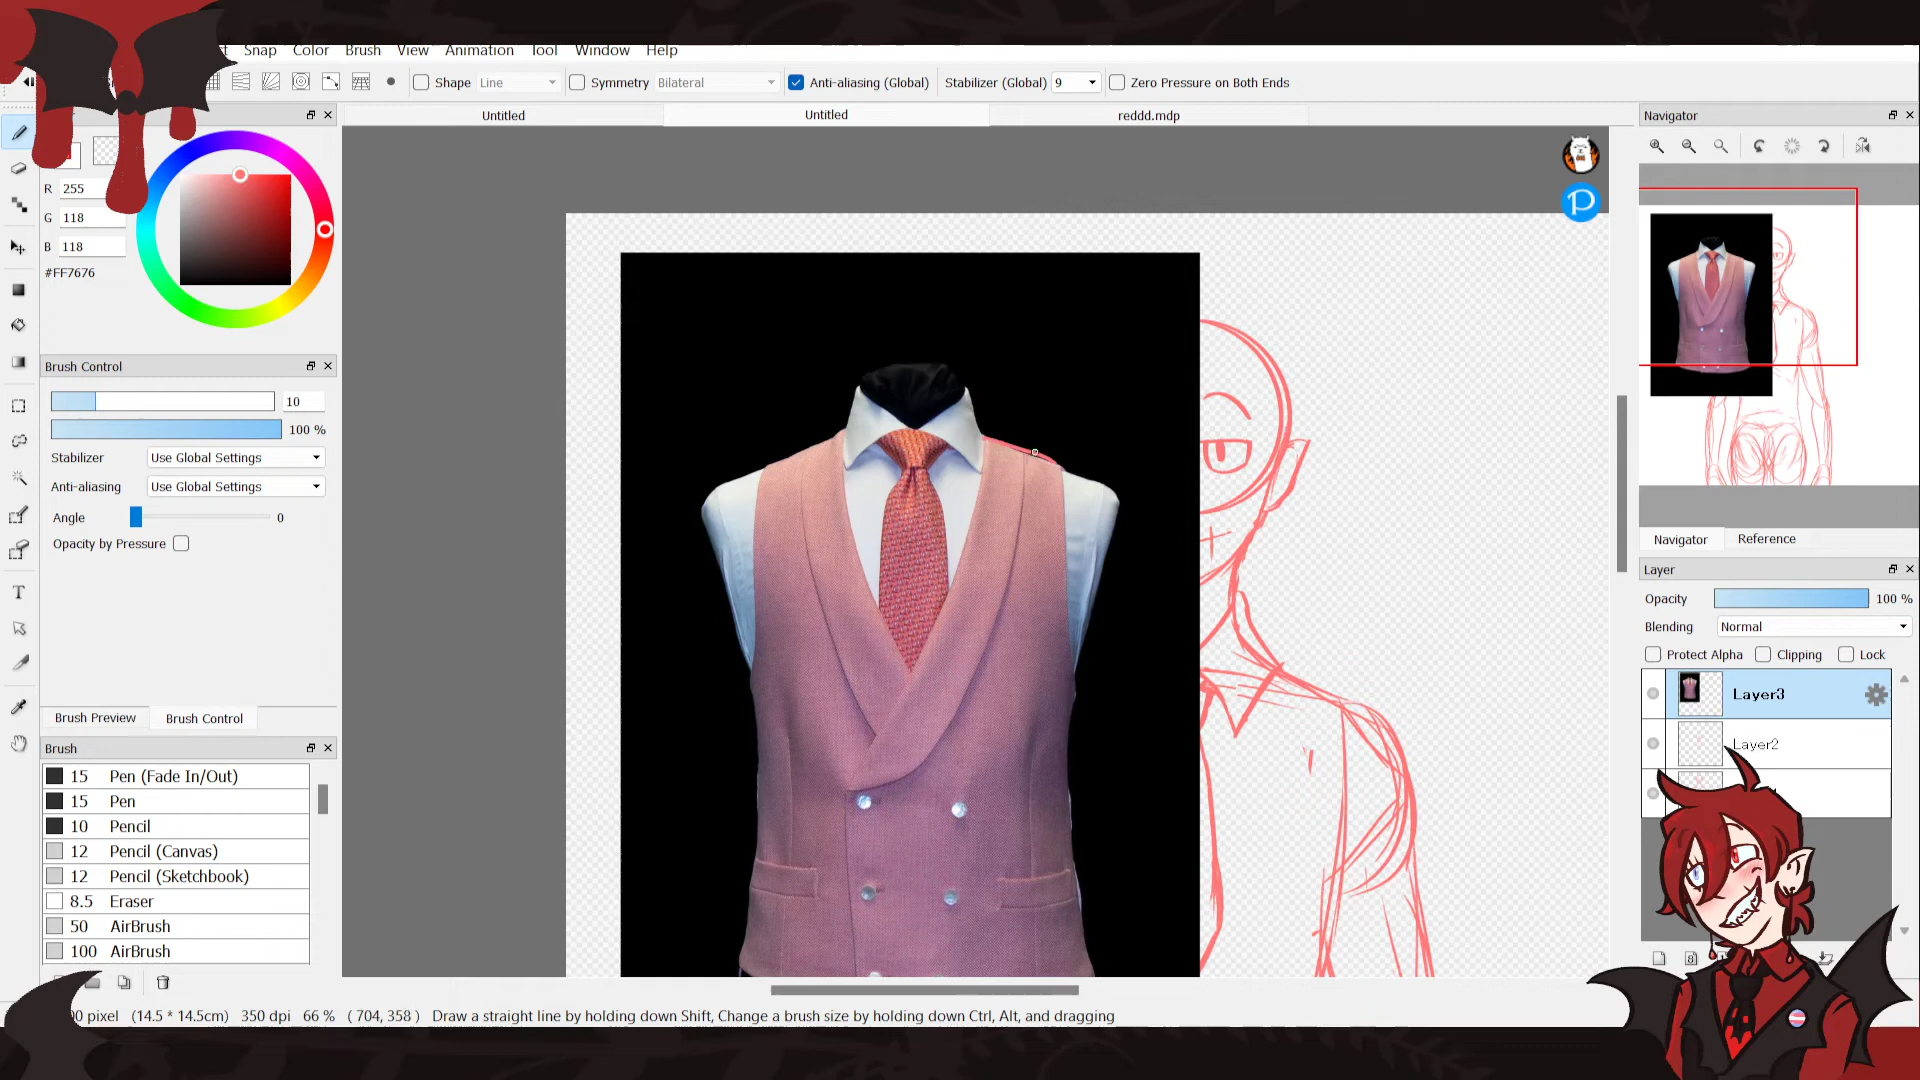 Snap Color Brush View Animation Tool Window Help
Shape Line Symmetry Bilateral Anti-aliasing (Global) Stabilizer (Global) 9 Zero Pressure on Both Ends
Untitled Untitled reddd.mdp
R 255
G 118
B 118
#FF7676
Brush Control
10
100 %
Stabilizer Use Global Settings
Anti-aliasing Use Global Settings
Angle 0
Opacity by Pressure
Brush Preview Brush Control
Brush
15 Pen (Fade In/Out)
15 Pen
10 Pencil
12 Pencil (Canvas)
12 Pencil (Sketchbook)
8.5 Eraser
50 AirBrush
100 AirBrush
T
P
Navigator
Navigator Reference
Layer
Opacity 100 %
Blending Normal
Protect Alpha Clipping Lock
Layer3
Layer2
8
pixel (14.5 * 14.5cm) 350 dpi 66 % ( 704, 358 ) Draw a straight line by holding down Shift, Change a brush size by holding down Ctrl, Alt, and dragging